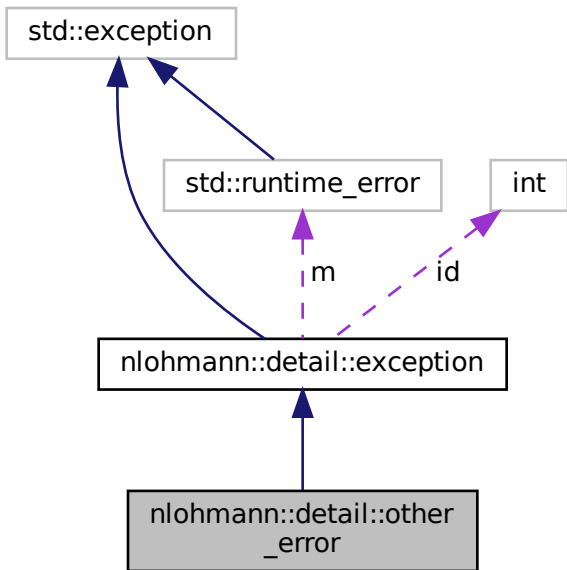 std::exception
std::runtime_error
int
m
id
nlohmann::detail::exception
nlohmann::detail::other
_error